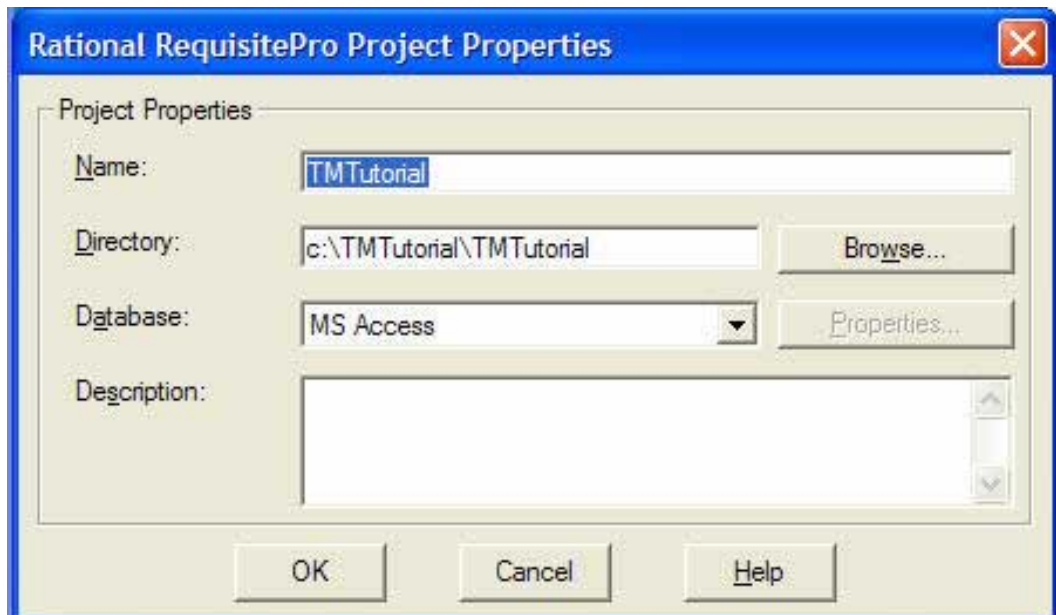 Rational RequisitePro Project Properties
Project Properties
Name: TMTutorial
Directory: c:\TMTutorial\TMTutorial Browse...
Database: MS Access Properties...
Description:
OK Cancel Help